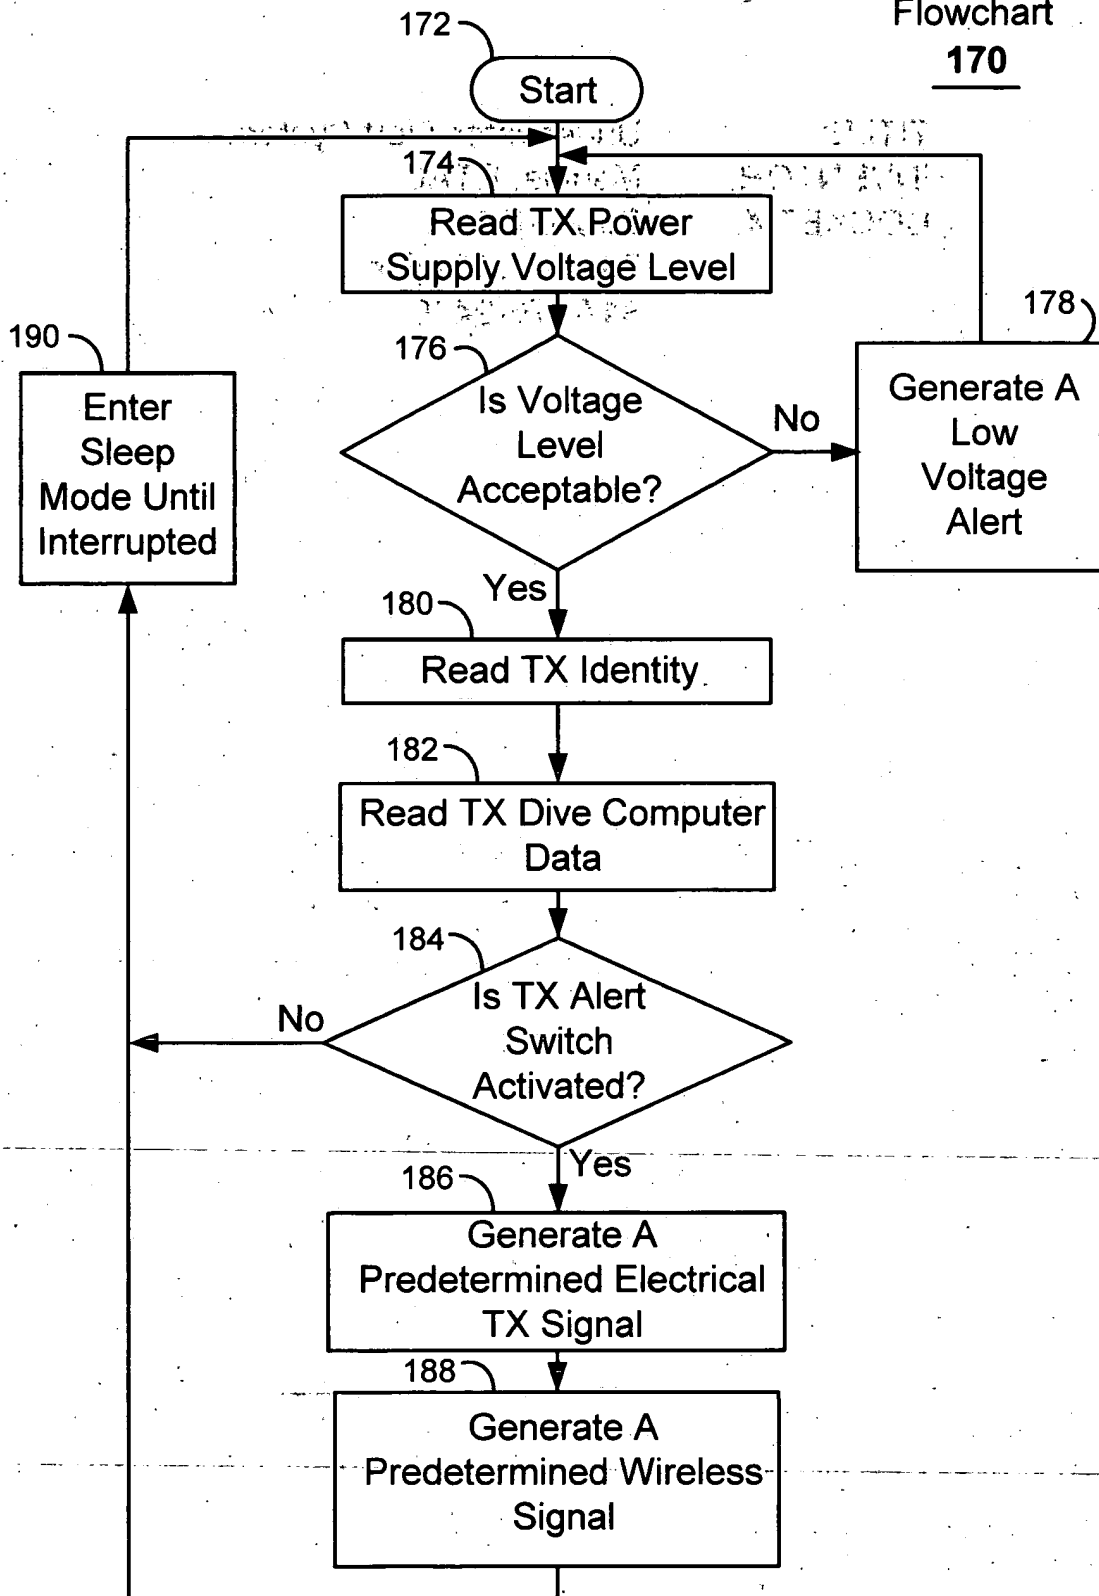 Flowchart
170
172
Start
174
Read TX Power
Supply Voltage Level
176
Is Voltage
Level
Acceptable?
No
178
Generate A
Low
Voltage
Alert
190
Enter
Sleep
Mode Until
Interrupted
Yes
180
Read TX Identity
182
Read TX Dive Computer
Data
184
Is TX Alert
Switch
Activated?
No
Yes
186
Generate A
Predetermined Electrical
TX Signal
188
Generate A
Predetermined Wireless
Signal